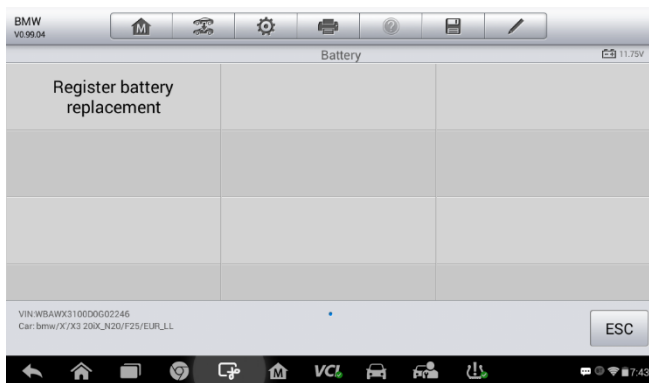 BMW
V0.99.04
M
Battery
11.75V
Register battery
replacement
VIN:WBAWX3100D0G02246
Car: bmw/X'/X3 20iX_N20/F25/EUR_LL
ESC
M
VCI
7:43